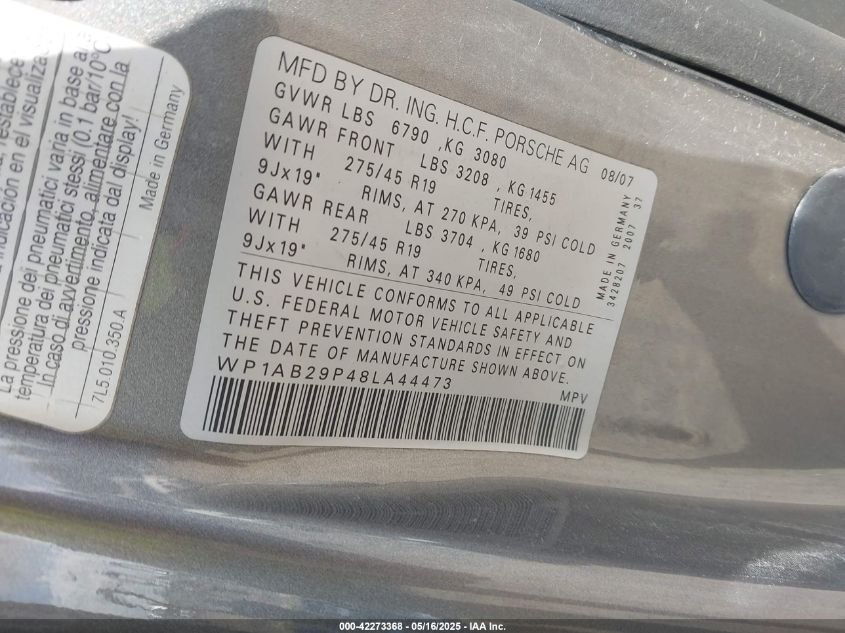 establece
indicación en el visualiza
La pressione dei pneumatici varia in base a
temperatura dei pneumatici stessi (0.1 bar/10°C
In caso di avvertimento, alimentare con la
pressione indicata dal display!
Made in Germany
7L5.010.350.A
MFD BY DR. ING. H.C.F. PORSCHE AG 08/07
GVWR LBS 6790 , KG 3080
GAWR FRONT LBS 3208 , KG 1455
WITH 275/45 R19 TIRES,
9Jx19" RIMS, AT 270 KPA, 39 PSI COLD
GAWR REAR LBS 3704 , KG 1680
WITH 275/45 R19 TIRES,
9Jx19" RIMS, AT 340 KPA, 49 PSI COLD
THIS VEHICLE CONFORMS TO ALL APPLICABLE
U.S. FEDERAL MOTOR VEHICLE SAFETY AND
THEFT PREVENTION STANDARDS IN EFFECT ON
THE DATE OF MANUFACTURE SHOWN ABOVE.
WP1AB29P48LA44473
MPV
MADE IN GERMANY
3428207 2007 37
000-42273368 - 05/16/2025 - IAA Inc.